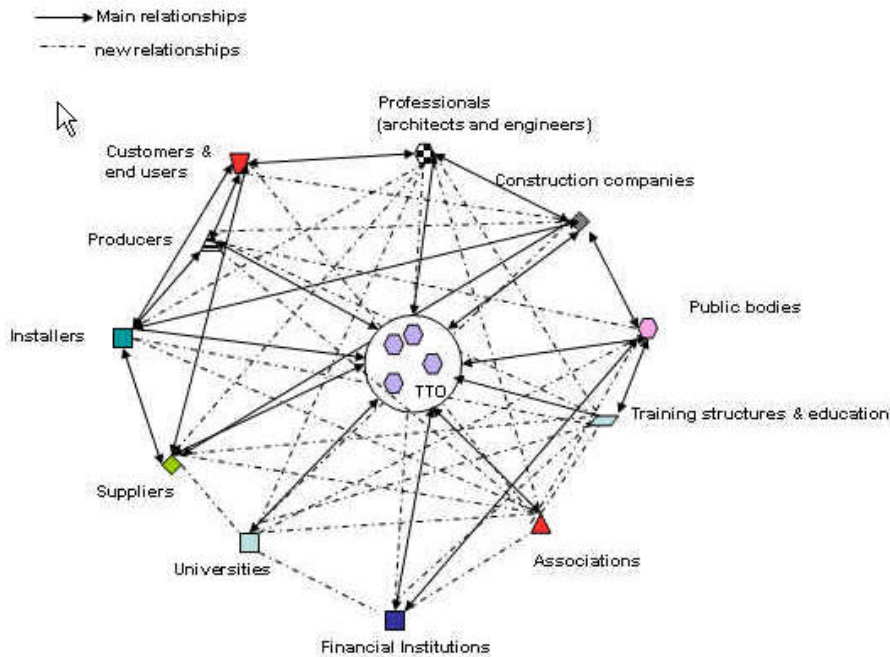 Main relationships
new relationships
Professionals
(architects and engineers)
Customers &
end users
Construction companies
Producers
Public bodies
Installers
TTO
Training structures & education
Suppliers
Associations
Universities
Financial Institutions